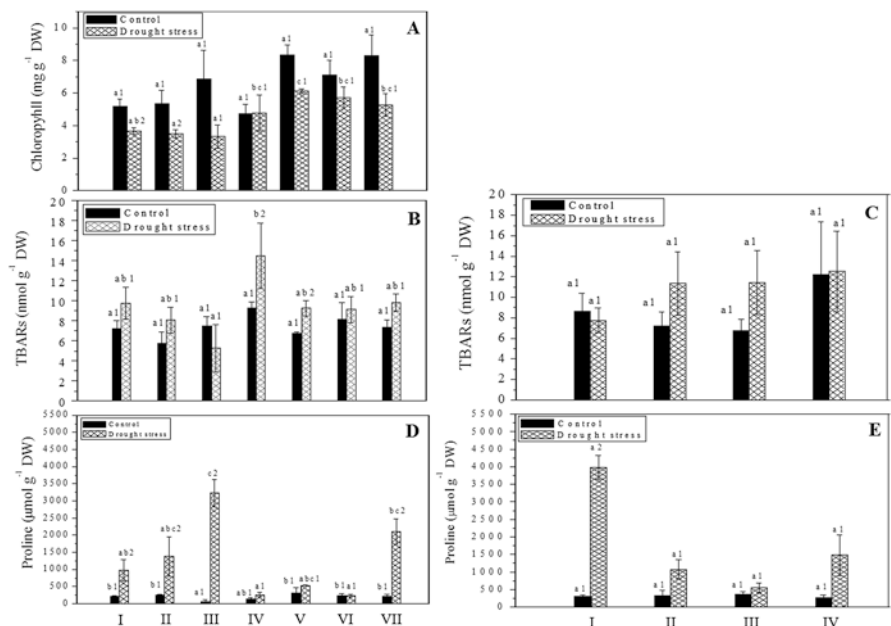 Control
Drought stress
A
Chloropyhll (mg g⁻¹ DW)
10
8
6
4
2
0
a1
ab2
a1
a2
a1
a1
a1
bc1
a1
c1
a1
bc1
a1
bc1
Control
Drought stress
B
TBARs (nmol g⁻¹ DW)
20
18
16
14
12
10
8
6
4
2
0
a1
ab1
a1
ab1
a1
a1
a1
b2
a1
ab2
a1
ab1
a1
ab1
Control
Drought stress
C
TBARs (nmol g⁻¹ DW)
20
18
16
14
12
10
8
6
4
2
0
a1
a1
a1
a1
a1
a1
a1
a1
Control
Drought stress
D
Proline (µmol g⁻¹ DW)
5500
5000
4500
4000
3500
3000
2500
2000
1500
1000
500
0
b1
ab2
b1
abc2
a1
c2
ab1
a1
b1
abc1
b1
a1
b1
bc2
I II III IV V VI VII
Control
Drought stress
E
Proline (µmol g⁻¹ DW)
5500
5000
4500
4000
3500
3000
2500
2000
1500
1000
500
0
a1
a2
a1
a1
a1
a1
a1
a1
I II III IV